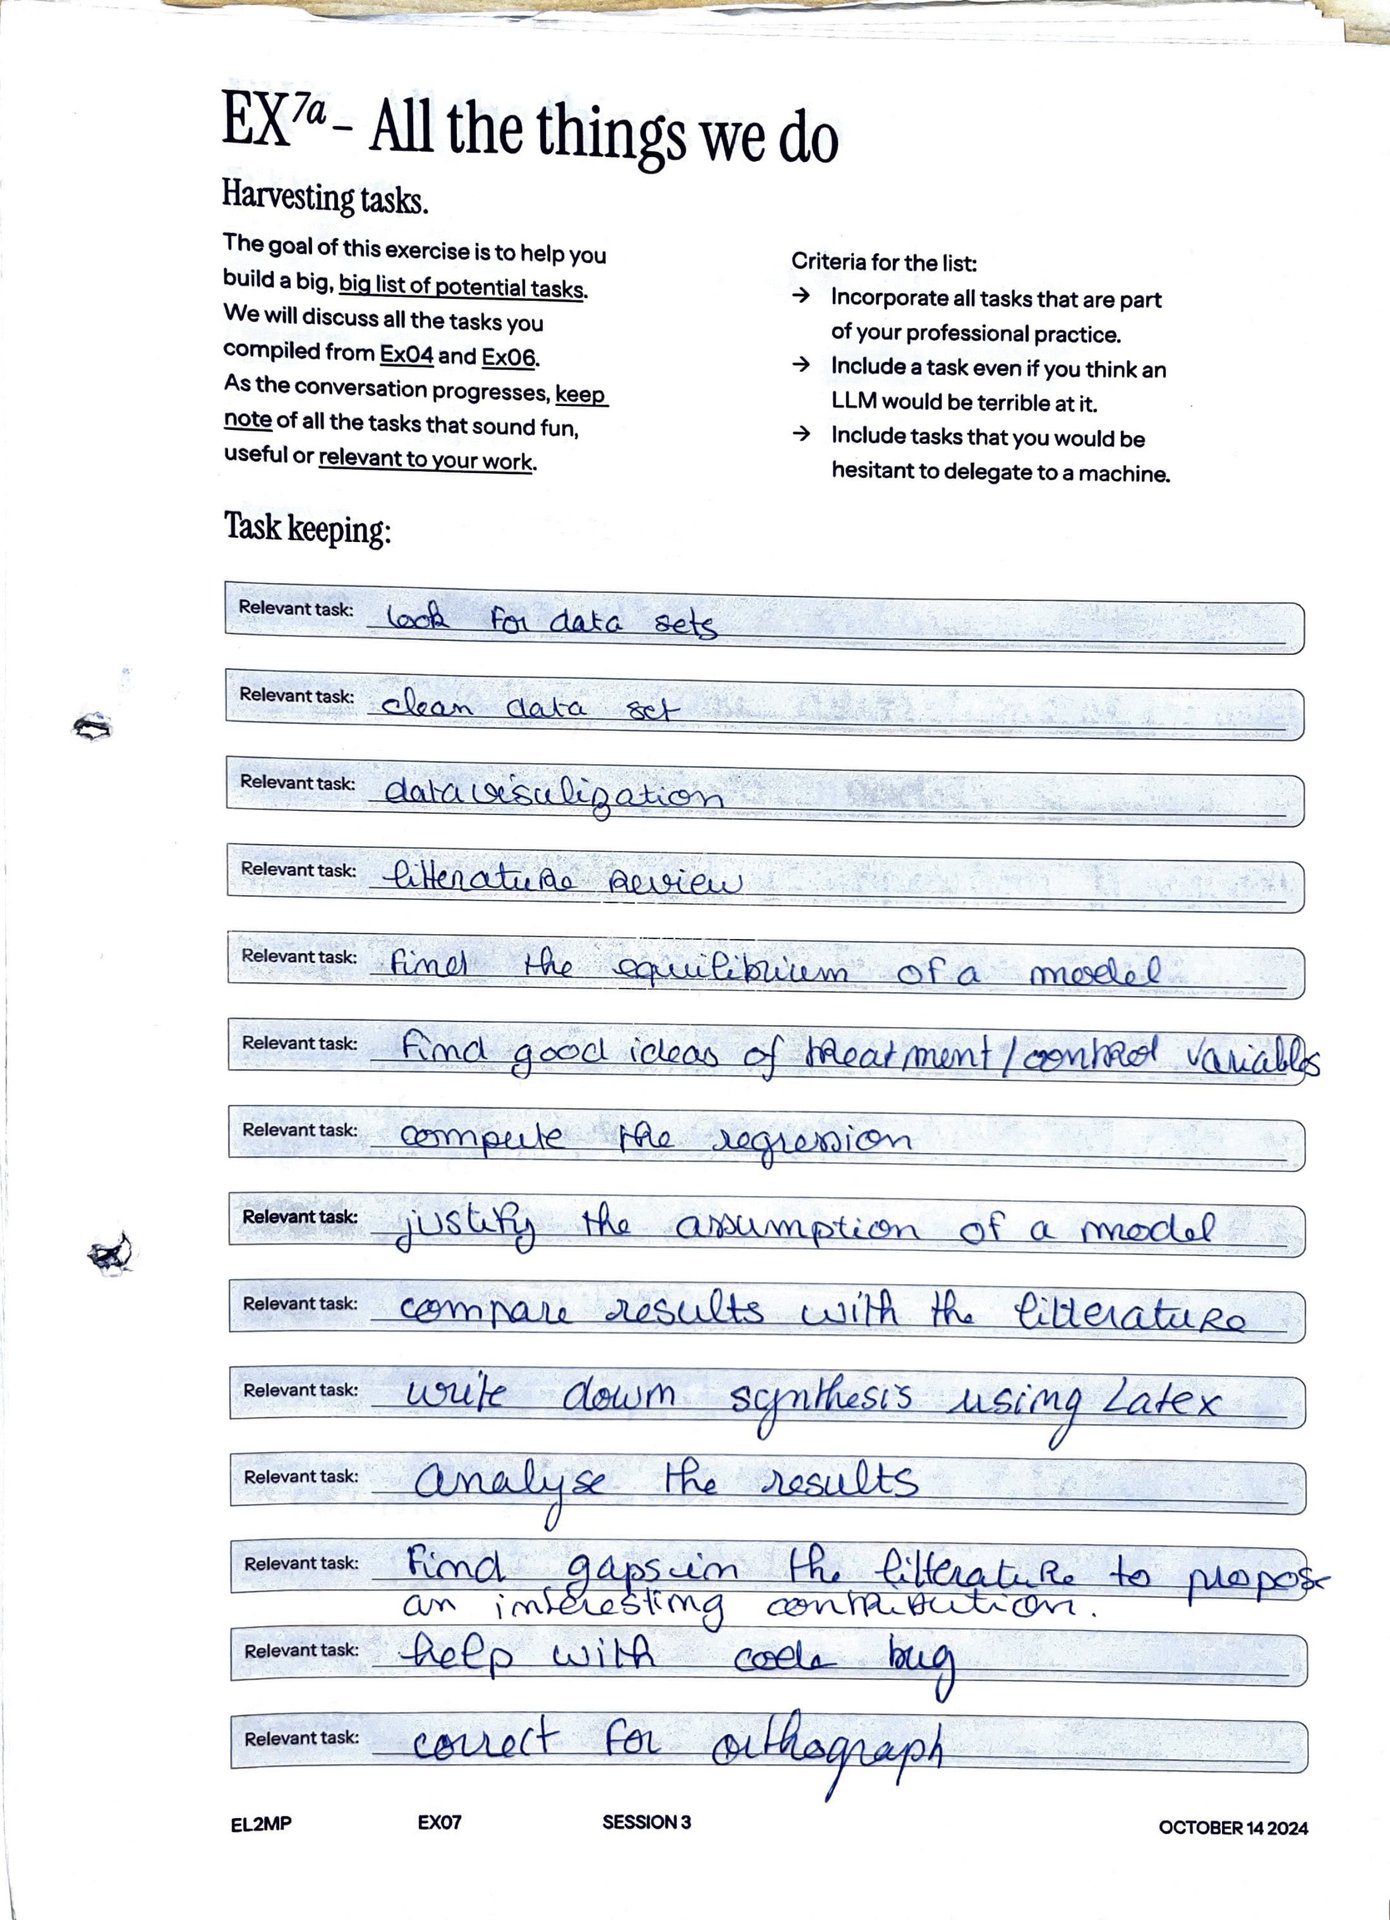 EX7a – All the things we do
Harvesting tasks.
The goal of this exercise is to help you
build a big, big list of potential tasks.
We will discuss all the tasks you
compiled from Ex04 and Ex06.
As the conversation progresses, keep
note of all the tasks that sound fun,
useful or relevant to your work.
Criteria for the list:
→ Incorporate all tasks that are part
of your professional practice.
→ Include a task even if you think an
LLM would be terrible at it.
→ Include tasks that you would be
hesitant to delegate to a machine.
Task keeping:
Relevant task: look for data sets
Relevant task: clean data set
Relevant task: datavisulization
Relevant task: litterature review
Relevant task: find the equilibrium of a model
Relevant task: find good ideas of treatment/control variables
Relevant task: compute the regression
Relevant task: justify the assumption of a model
Relevant task: compare results with the litterature
Relevant task: write down synthesis using Latex
Relevant task: analyse the results
Relevant task: find gaps in the litterature to propose
an interesting contribution.
Relevant task: help with code bug
Relevant task: correct for orthograph
EL2MP EX07 SESSION 3 OCTOBER 14 2024